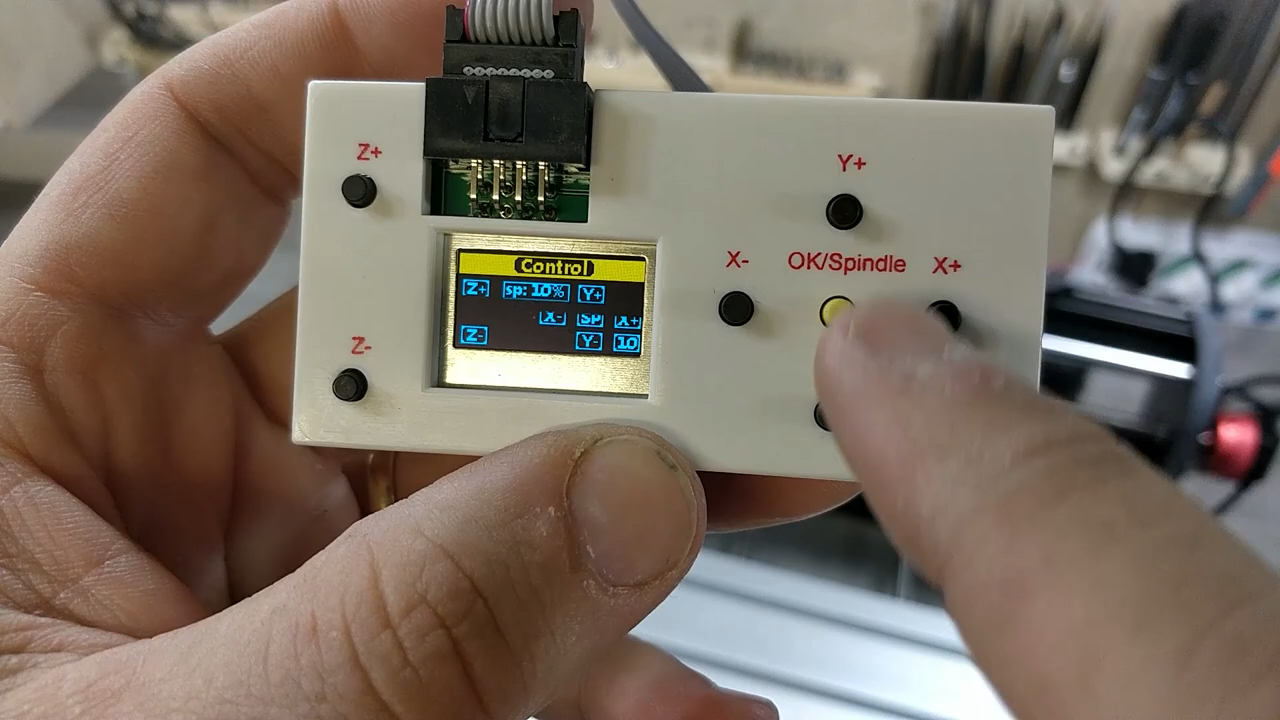 Z+
Y+
X-
OK/Spindle
X+
Z-
Control
Z+ sp: 10% Y+
X- SP X+
Z- Y- 10